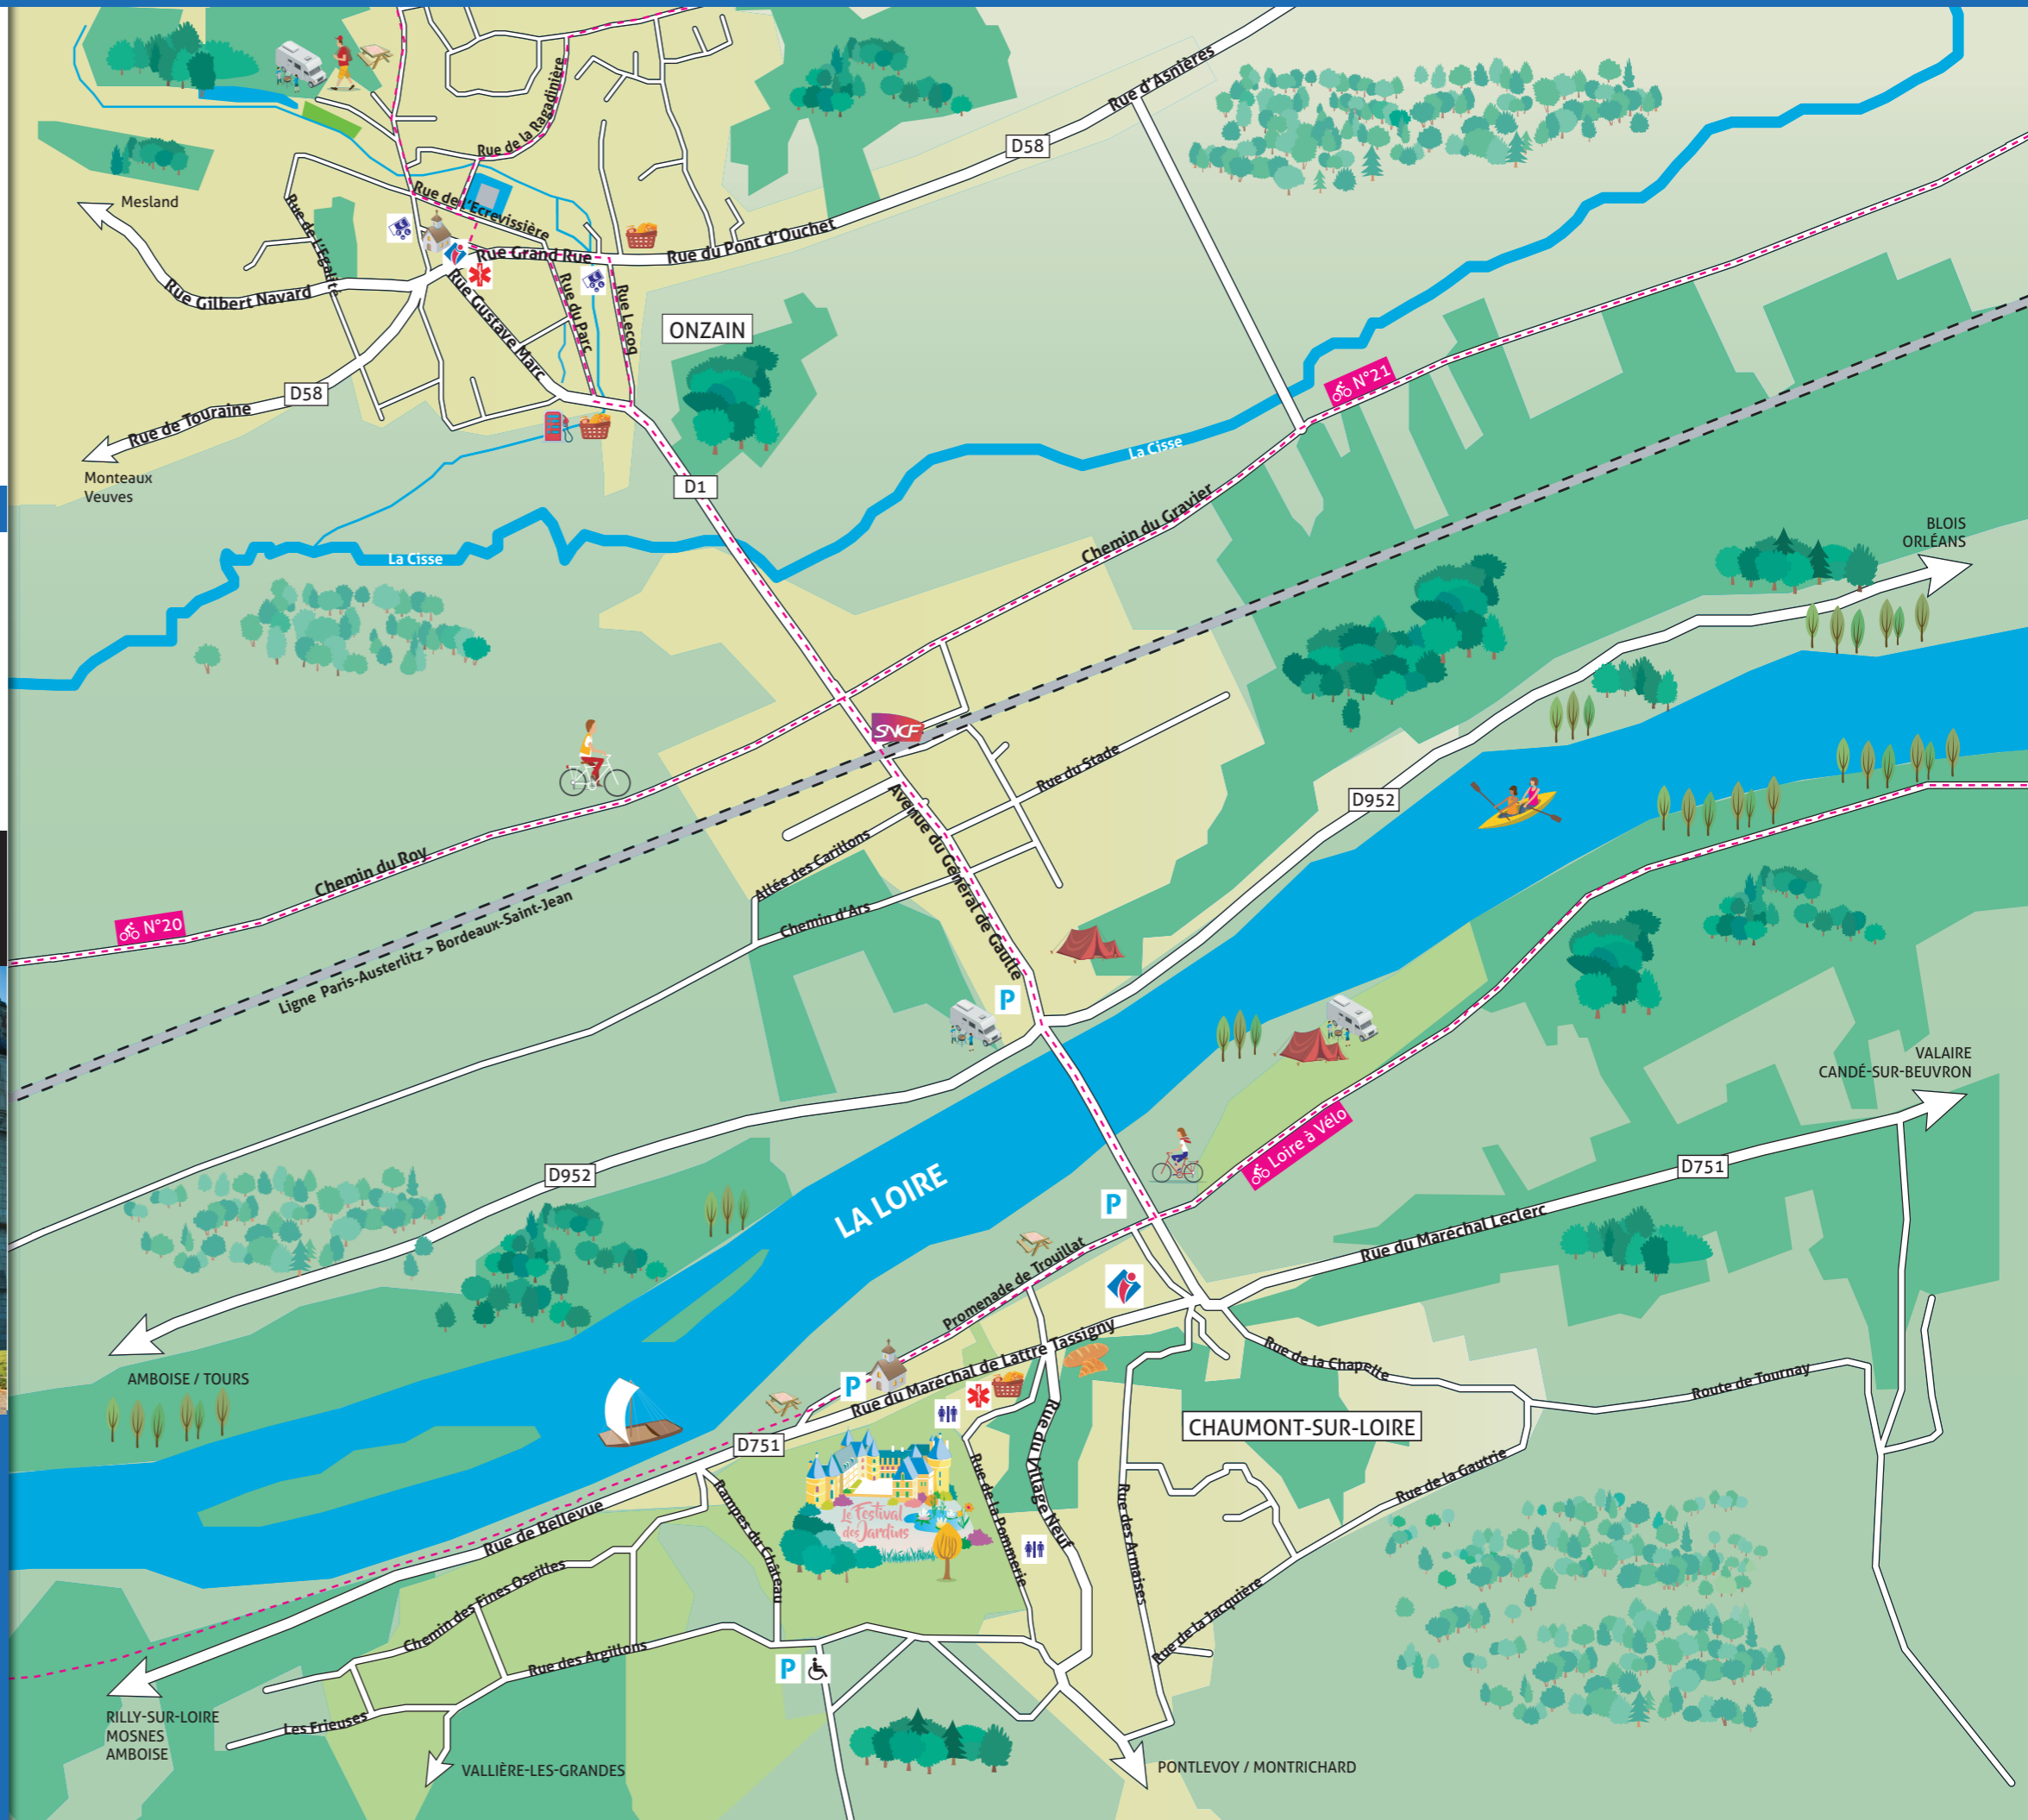 Rue d'Asnières
Rue de la Ragadinière
D58
Mesland
Rue de l'Ecrevissière
Rue de l'Egalité
Rue Grand Rue
Rue du Pont d'Ouchet
Rue Gilbert Navard
Rue Gustave Marc
Rue du Parc
Rue Lecoq
ONZAIN
D58
Rue de Touraine
N°21
Monteaux
Veuves
D1
La Cisse
La Cisse
Chemin du Gravier
BLOIS
ORLÉANS
SNCF
Rue du Stade
D952
Avenue du Général de Gaulle
Allée des Carillons
Chemin du Roy
Chemin d'Ars
N°20
Ligne Paris-Austerlitz > Bordeaux-Saint-Jean
P
VALAIRE
CANDÉ-SUR-BEUVRON
Loire à Vélo
D952
D751
LA LOIRE
P
Rue du Maréchal Leclerc
Promenade de Trouillat
AMBOISE / TOURS
Rue du Maréchal de Lattre Tassigny
Rue de la Chapelle
Route de Tournay
P
CHAUMONT-SUR-LOIRE
D751
Rue du Village Neuf
Rue de la Pommerie
Rue des Armaises
Rue de la Gautrie
Rampes du Château
Le Festival
des Jardins
Rue de Bellevue
Chemin des Fines Oseilles
Rue de la Jacquière
Rue des Argillons
P
Les Frieuses
RILLY-SUR-LOIRE
MOSNES
AMBOISE
VALLIÈRE-LES-GRANDES
PONTLEVOY / MONTRICHARD